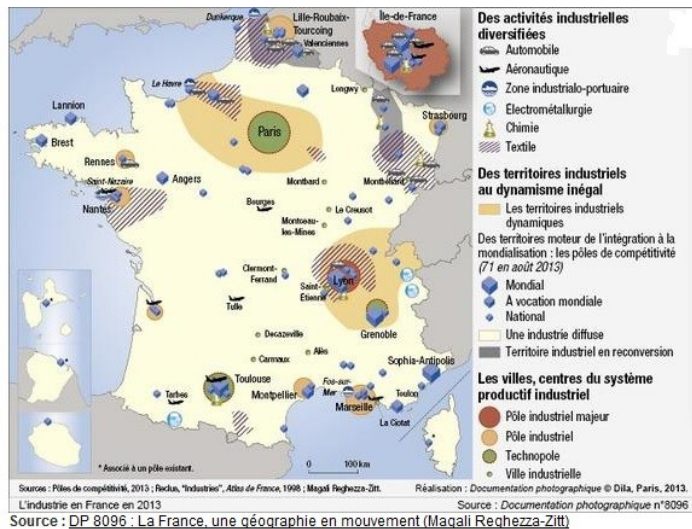 Dunkerque
Lille-Roubaix-
Tourcoing
Valenciennes
Île-de-France
Le Havre
Longwy
Lannion
Brest
Paris
Strasbourg
Rennes
Saint-Nazaire
Nantes
Angers
Montbard
Montbéliard
Bourges
Le Creusot
Montceau-
les-Mines
Clermont-
Ferrand
Lyon
Saint-
Étienne
Tulle
Grenoble
Decazeville
Alès
Carmaux
Sophia-Antipolis
Toulouse
Montpellier
Fos-sur-
Mer
Marseille
Toulon
Tarbes
La Ciotat
* Associé à un pôle existant.
0 100 km
Des activités industrielles
diversifiées
Automobile
Aéronautique
Zone industrialo-portuaire
Électrométallurgie
Chimie
Textile
Des territoires industriels
au dynamisme inégal
Les territoires industriels
dynamiques
Des territoires moteur de l'intégration à la
mondialisation : les pôles de compétitivité
(71 en août 2013)
Mondial
A vocation mondiale
National
Une industrie diffuse
Territoire industriel en reconversion
Les villes, centres du système
productif industriel
Pôle industriel majeur
Pôle industriel
Technopole
Ville industrielle
Sources : Pôles de compétitivité, 2013 ; Reclus, "Industries", Atlas de France, 1998 ; Magali Reghezza-Zitt.
Réalisation : Documentation photographique © Dila, Paris, 2013.
L'industrie en France en 2013
Source : Documentation photographique n°8096
Source : DP 8096 : La France, une géographie en mouvement (Magali Reghezza-Zitt)